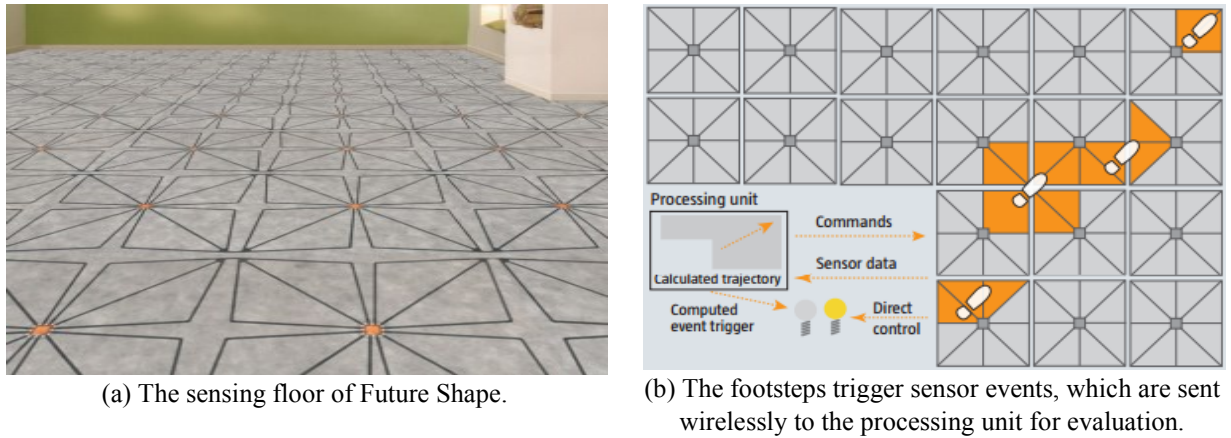 Processing unit
Commands
Sensor data
Calculated trajectory
Computed
event trigger
Direct
control
(a) The sensing floor of Future Shape.
(b) The footsteps trigger sensor events, which are sent
wirelessly to the processing unit for evaluation.